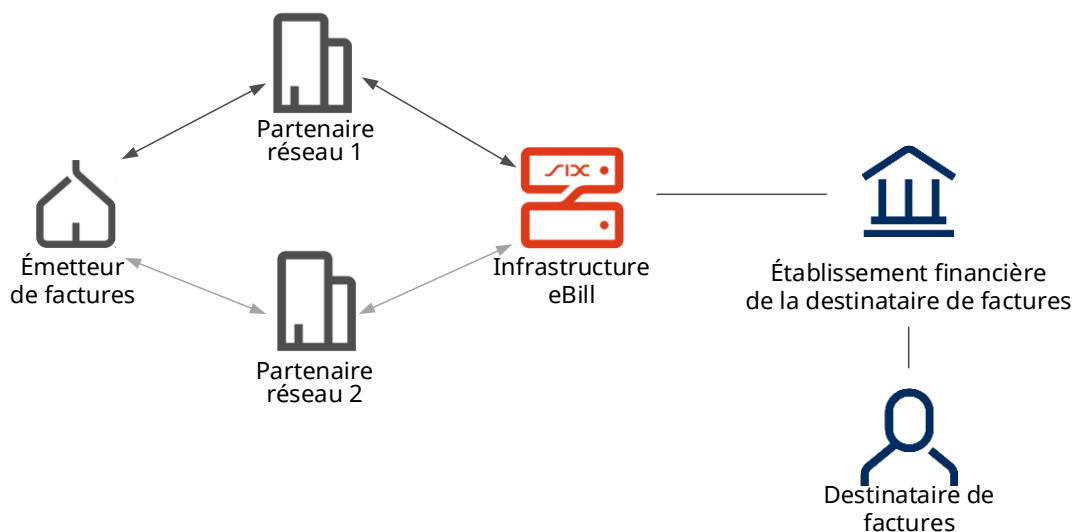 Partenaire
réseau 1
SIX
Émetteur
de factures
Infrastructure
eBill
Établissement financière
de la destinataire de factures
Partenaire
réseau 2
Destinataire de
factures